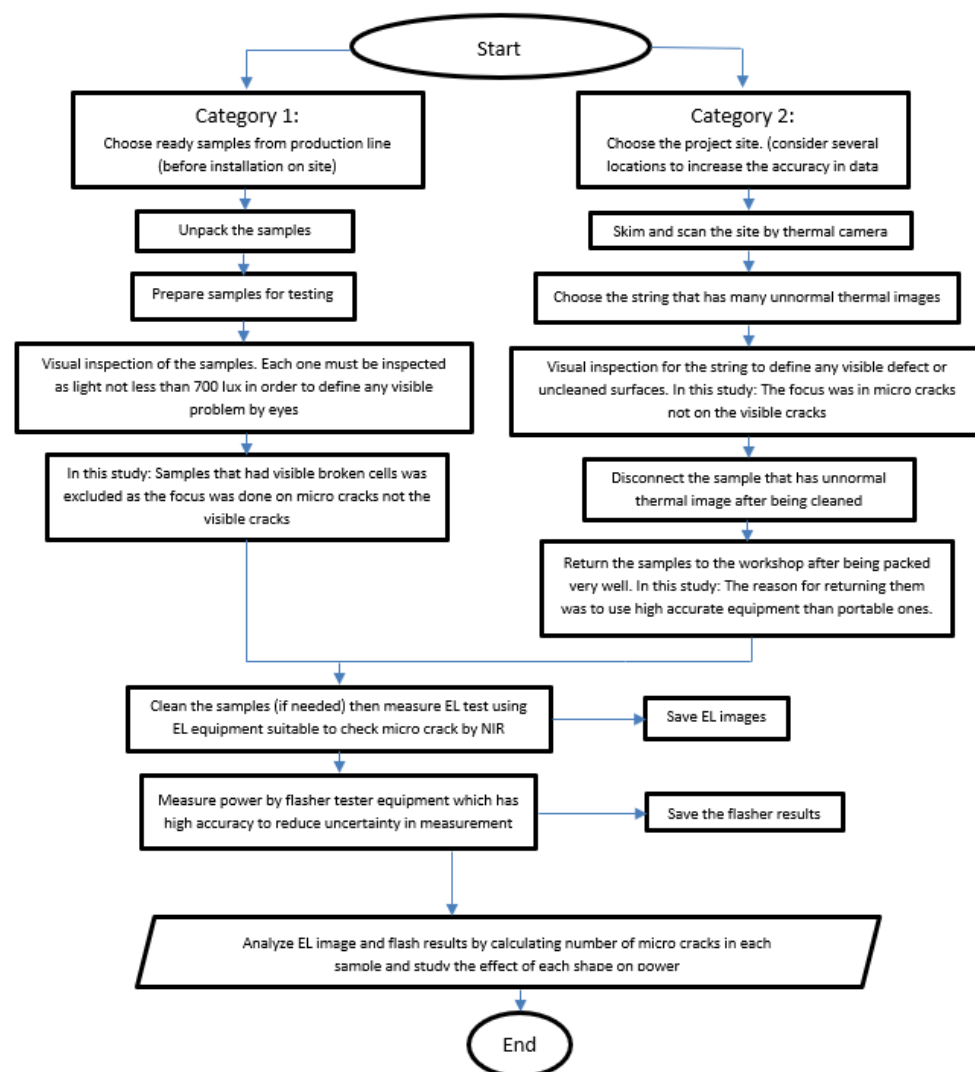 Start
Category 1:
Choose ready samples from production line
(before installation on site)
Unpack the samples
Prepare samples for testing
Visual inspection of the samples. Each one must be inspected
as light not less than 700 lux in order to define any visible
problem by eyes
In this study: Samples that had visible broken cells was
excluded as the focus was done on micro cracks not the
visible cracks
Category 2:
Choose the project site. (consider several
locations to increase the accuracy in data
Skim and scan the site by thermal camera
Choose the string that has many unnormal thermal images
Visual inspection for the string to define any visible defect or
uncleaned surfaces. In this study: The focus was in micro cracks
not on the visible cracks
Disconnect the sample that has unnormal
thermal image after being cleaned
Return the samples to the workshop after being packed
very well. In this study: The reason for returning them
was to use high accurate equipment than portable ones.
Clean the samples (if needed) then measure EL test using
EL equipment suitable to check micro crack by NIR
Save EL images
Measure power by flasher tester equipment which has
high accuracy to reduce uncertainty in measurement
Save the flasher results
Analyze EL image and flash results by calculating number of micro cracks in each
sample and study the effect of each shape on power
End